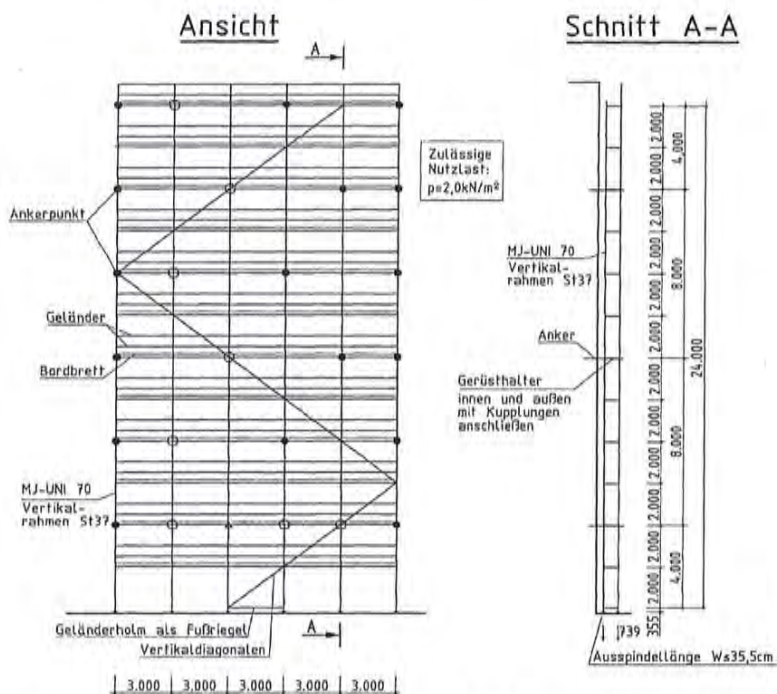 Ansicht
A
Zulässige
Nutzlast:
p=2,0kN/m²
Ankerpunkt
Geländer
Bordbrett
MJ-UNI 70
Vertikal-
rahmen St37
Geländerholm als Fußriegel
Vertikaldiagonalen
A
3.000 3.000 3.000 3.000 3.000
Schnitt A-A
MJ-UNI 70
Vertikal-
rahmen St37
Anker
Gerüsthalter
innen und außen
mit Kupplungen
anschließen
2.000 2.000 2.000 2.000 2.000 2.000 2.000 2.000 2.000 2.000 2.000 2.000
4.000
8.000
8.000
4.000
24.000
355
739
Ausspindellänge W≤35,5cm